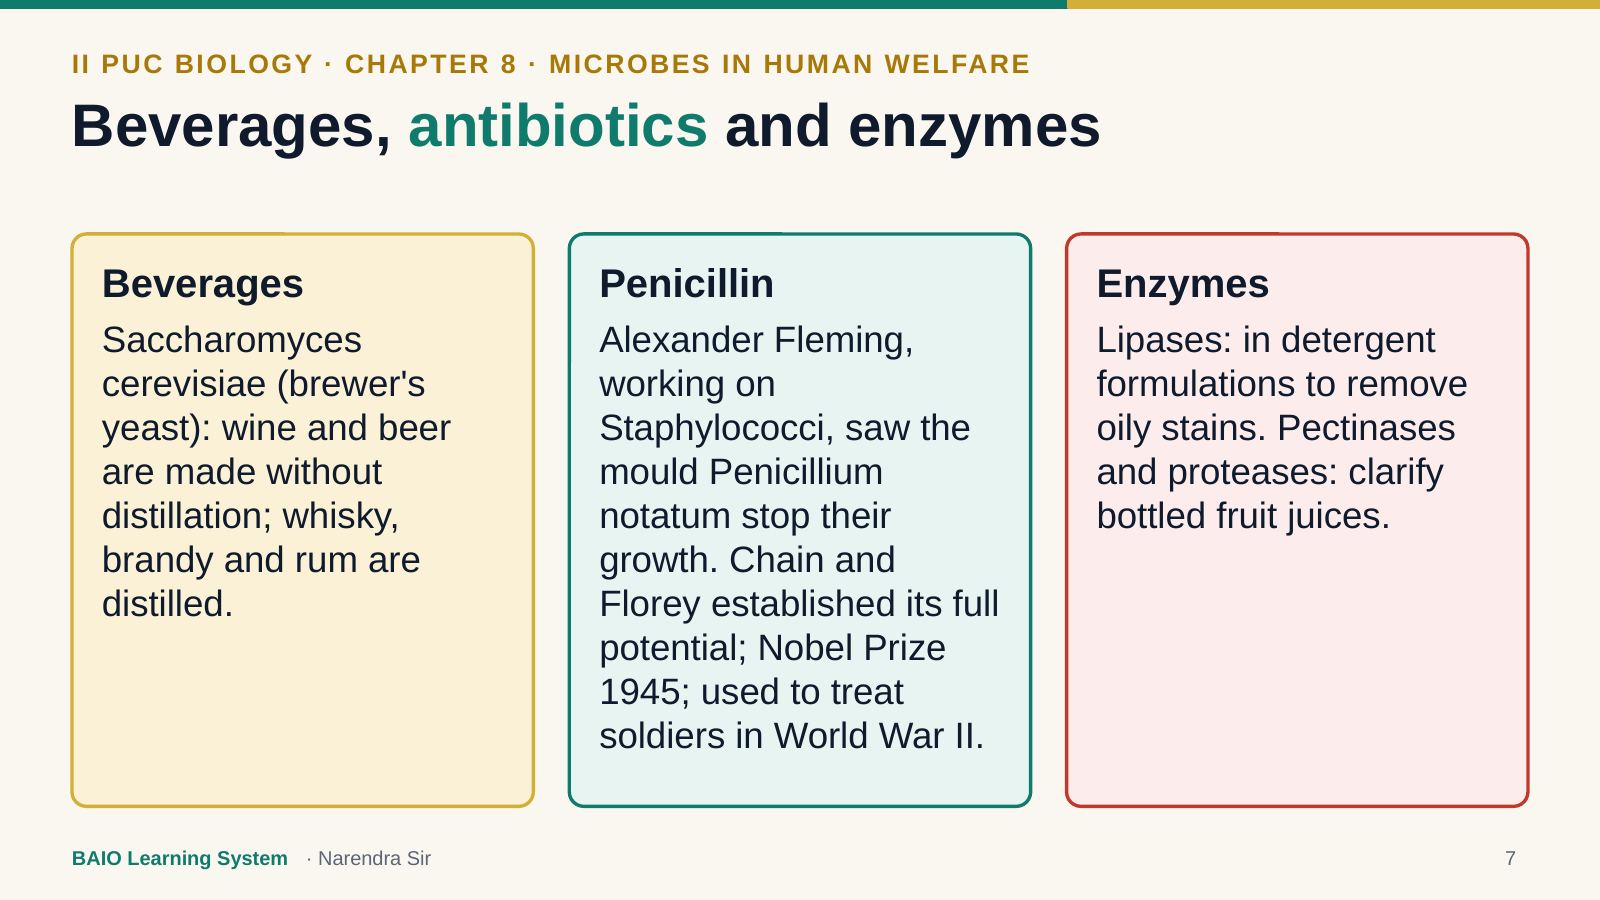 II PUC BIOLOGY · CHAPTER 8 · MICROBES IN HUMAN WELFARE
Beverages, antibiotics and enzymes
Beverages
Saccharomyces
cerevisiae (brewer's
yeast): wine and beer
are made without
distillation; whisky,
brandy and rum are
distilled.
Penicillin
Alexander Fleming,
working on
Staphylococci, saw the
mould Penicillium
notatum stop their
growth. Chain and
Florey established its full
potential; Nobel Prize
1945; used to treat
soldiers in World War II.
Enzymes
Lipases: in detergent
formulations to remove
oily stains. Pectinases
and proteases: clarify
bottled fruit juices.
BAIO Learning System · Narendra Sir
7